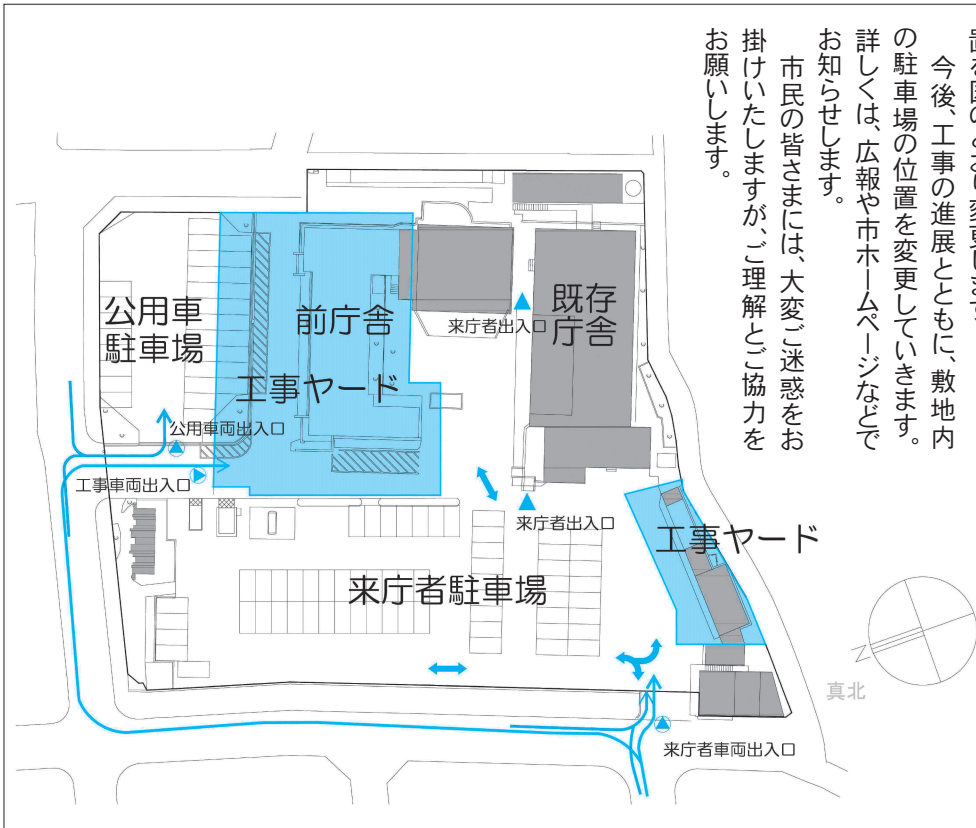 今後、工事の進展とともに、敷地内
の駐車場の位置を変更していきます。
詳しくは、広報や市ホームページなどで
お知らせします。
市民の皆さまには、大変ご迷惑をお
掛けいたしますが、ご理解とご協力を
お願いします。
公用車
駐車場
前庁舎
工事ヤード
既存
庁舎
来庁者出入口
公用車両出入口
工事車両出入口
来庁者出入口
工事ヤード
来庁者駐車場
来庁者車両出入口
N
真北